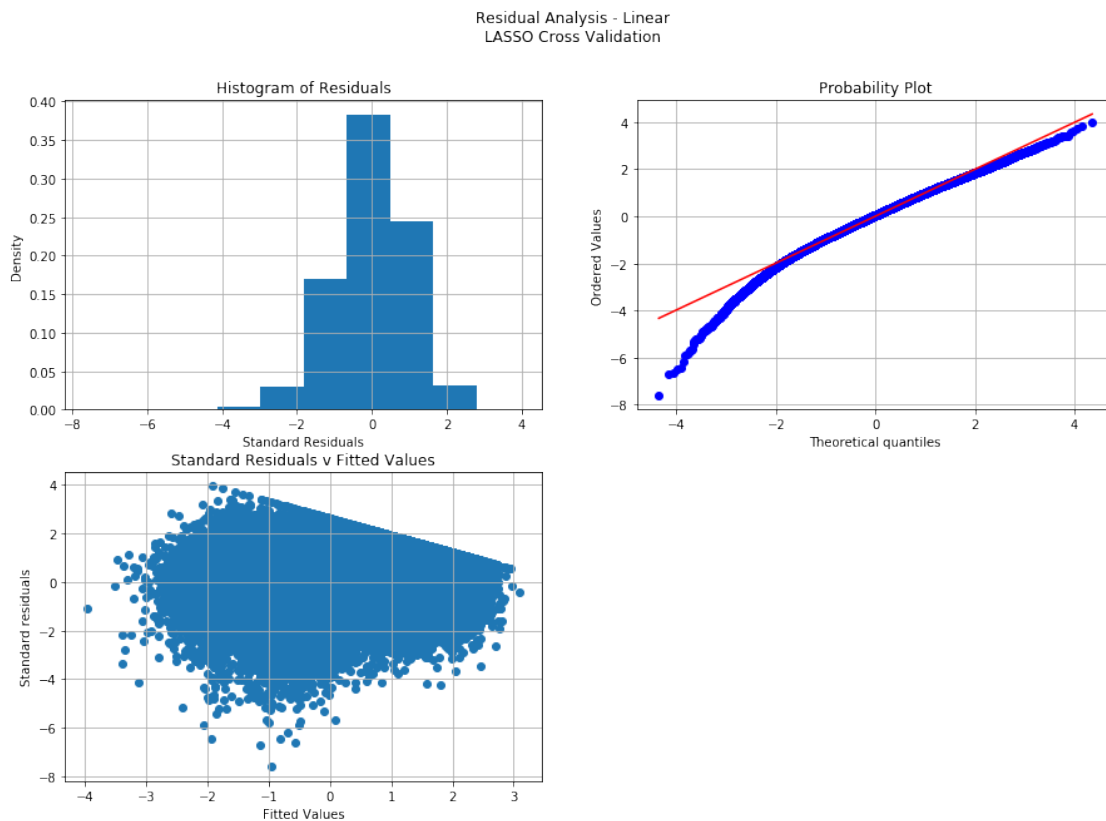 Residual Analysis - Linear
LASSO Cross Validation
Histogram of Residuals
0.40
0.35
0.30
0.25
0.20
0.15
0.10
0.05
0.00
Density
−8 −6 −4 −2 0 2 4
Standard Residuals
Probability Plot
4
2
0
−2
−4
−6
−8
Ordered Values
−4 −2 0 2 4
Theoretical quantiles
Standard Residuals v Fitted Values
4
2
0
−2
−4
−6
−8
Standard residuals
−4 −3 −2 −1 0 1 2 3
Fitted Values